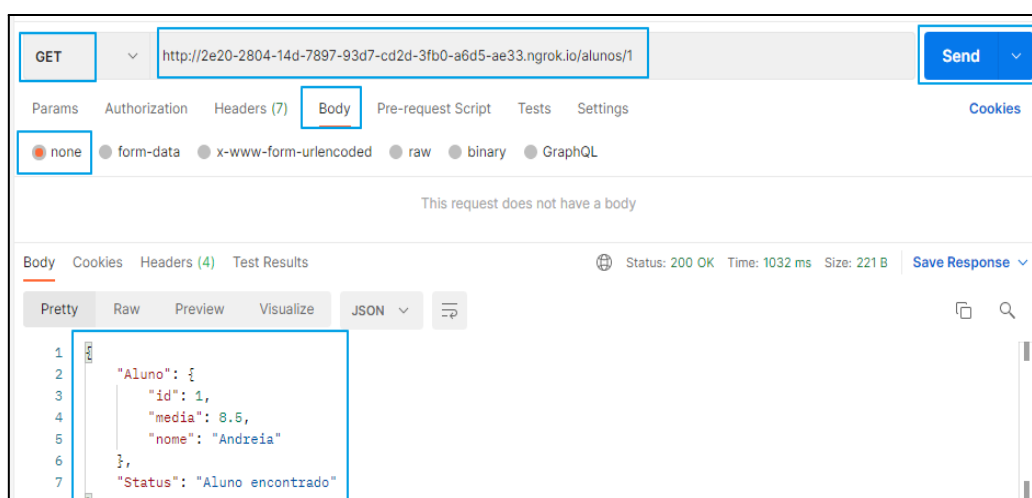 GET http://2e20-2804-14d-7897-93d7-cd2d-3fb0-a6d5-ae33.ngrok.io/alunos/1 Send
Params Authorization Headers (7) Body Pre-request Script Tests Settings Cookies
none form-data x-www-form-urlencoded raw binary GraphQL
This request does not have a body
Body Cookies Headers (4) Test Results Status: 200 OK Time: 1032 ms Size: 221 B Save Response
Pretty Raw Preview Visualize JSON
1 {
2 "Aluno": {
3 "id": 1,
4 "media": 8.5,
5 "nome": "Andreia"
6 },
7 "Status": "Aluno encontrado"